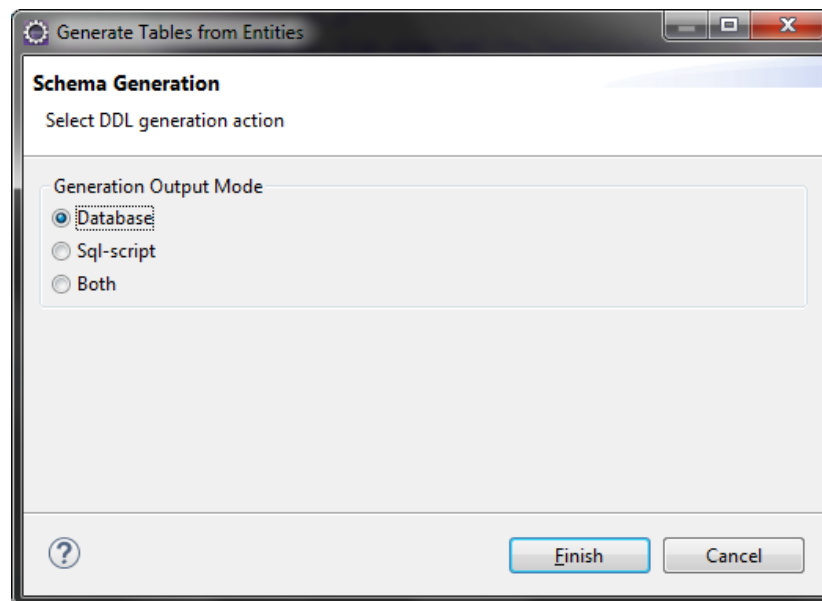 Generate Tables from Entities
Schema Generation
Select DDL generation action
Generation Output Mode
Database
Sql-script
Both
?
Finish
Cancel